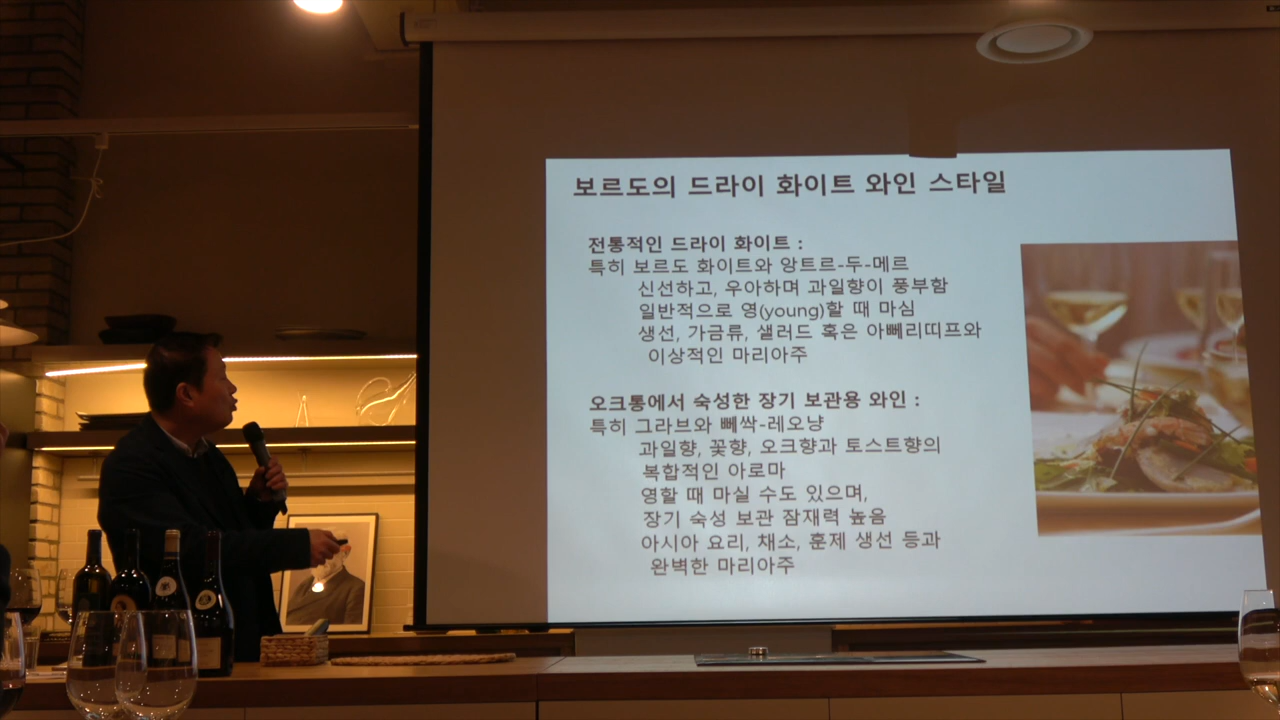 보르도의 드라이 화이트 와인 스타일
전통적인 드라이 화이트 :
특히 보르도 화이트와 앙트르-두-메르
신선하고, 우아하며 과일향이 풍부함
일반적으로 영(young)할 때 마심
생선, 가금류, 샐러드 혹은 아뻬리띠프와
이상적인 마리아주
오크통에서 숙성한 장기 보관용 와인 :
특히 그라브와 뻬싹-레오냥
과일향, 꽃향, 오크향과 토스트향의
복합적인 아로마
영할 때 마실 수도 있으며,
장기 숙성 보관 잠재력 높음
아시아 요리, 채소, 훈제 생선 등과
완벽한 마리아주